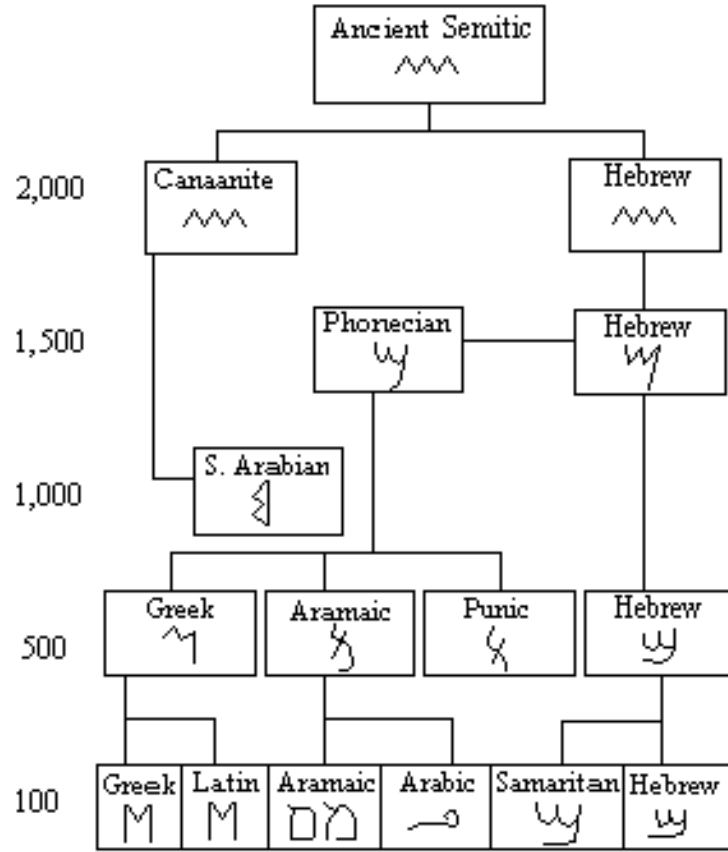 Ancient Semitic
2,000
Canaanite
Hebrew
1,500
Phonecian
Hebrew
1,000
S. Arabian
500
Greek
Aramaic
Punic
Hebrew
100
Greek
Latin
Aramaic
Arabic
Samaritan
Hebrew